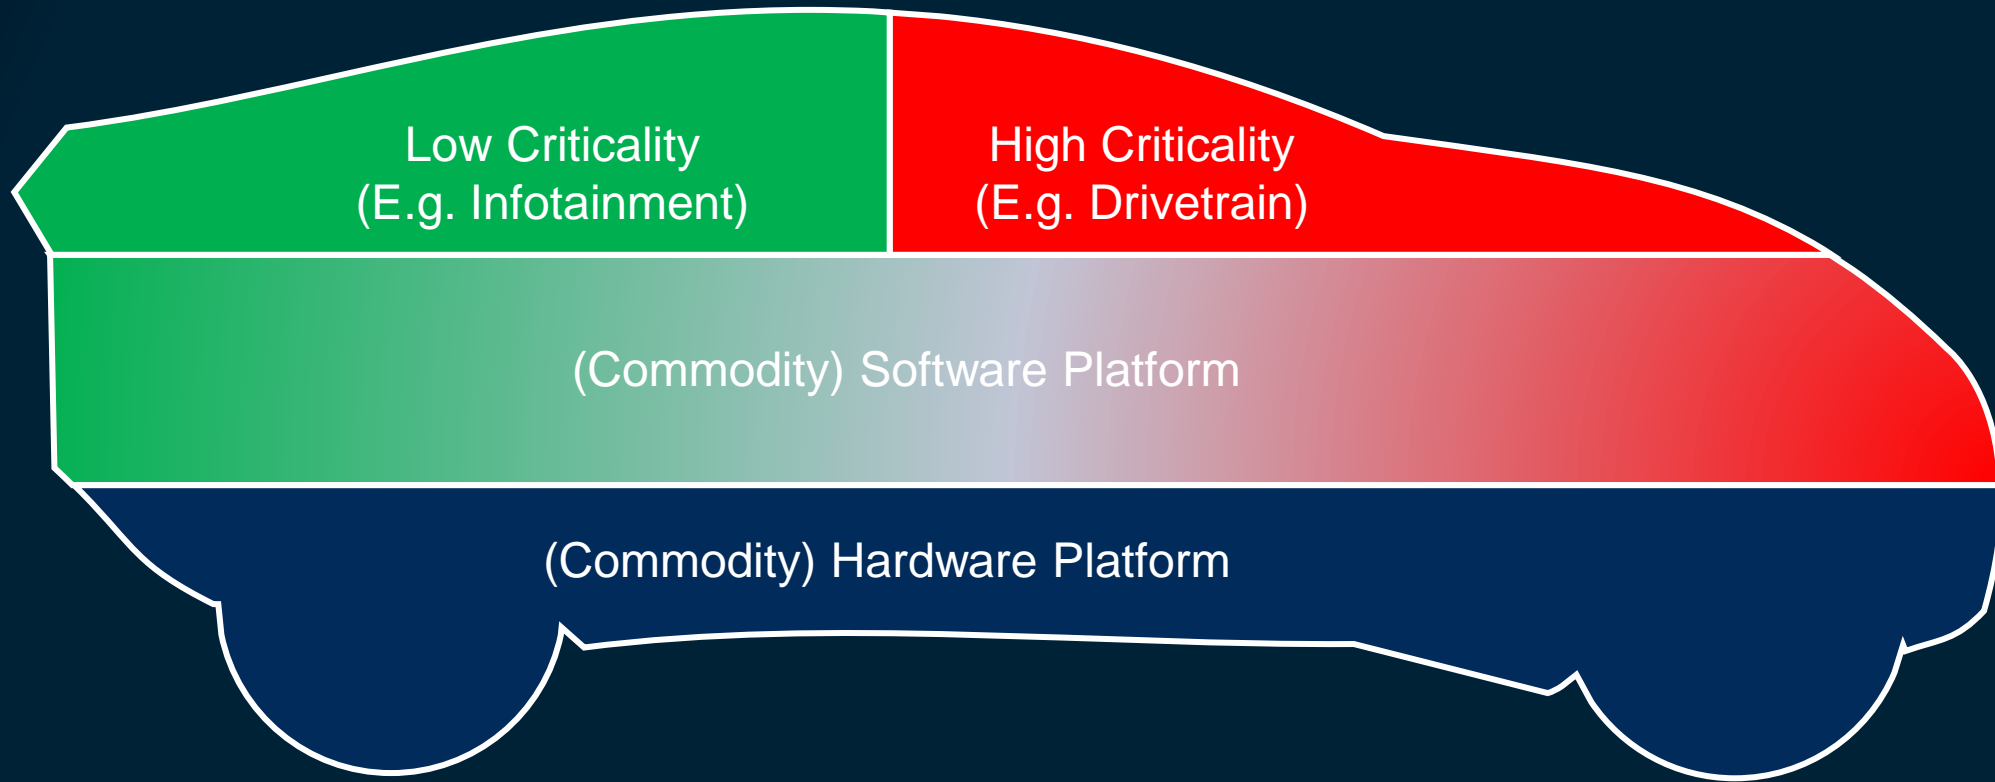 Low Criticality
(E.g. Infotainment)
High Criticality
(E.g. Drivetrain)
(Commodity) Software Platform
(Commodity) Hardware Platform